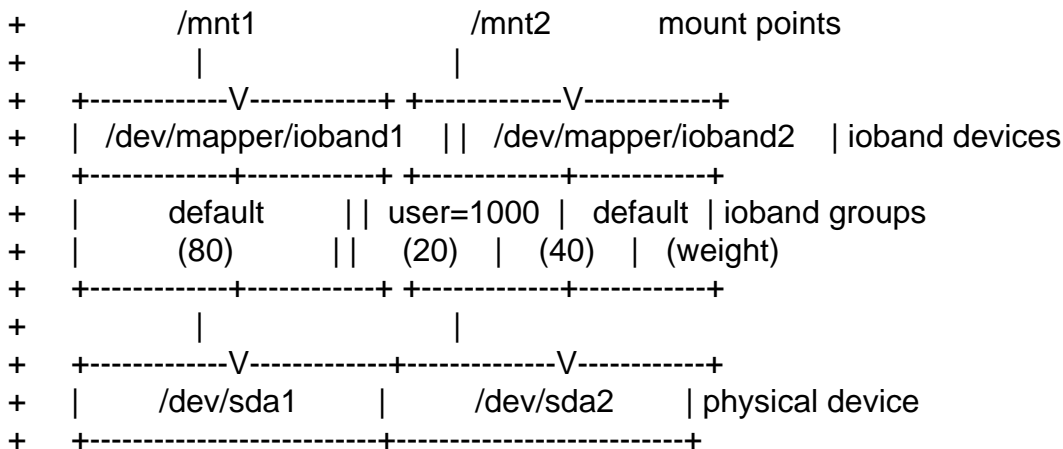 + /mnt1 /mnt2 mount points
+ | |
+ +-------------V------------+ +-------------V------------+
+ | /dev/mapper/ioband1 | | /dev/mapper/ioband2 | ioband devices
+ +-------------+------------+ +-------------+------------+
+ | default | | user=1000 | default | ioband groups
+ | (80) | | (20) | (40) | (weight)
+ +-------------+------------+ +-------------+------------+
+ | |
+ +-------------V-------------+--------------V------------+
+ | /dev/sda1 | /dev/sda2 | physical device
+ +---------------------------+---------------------------+